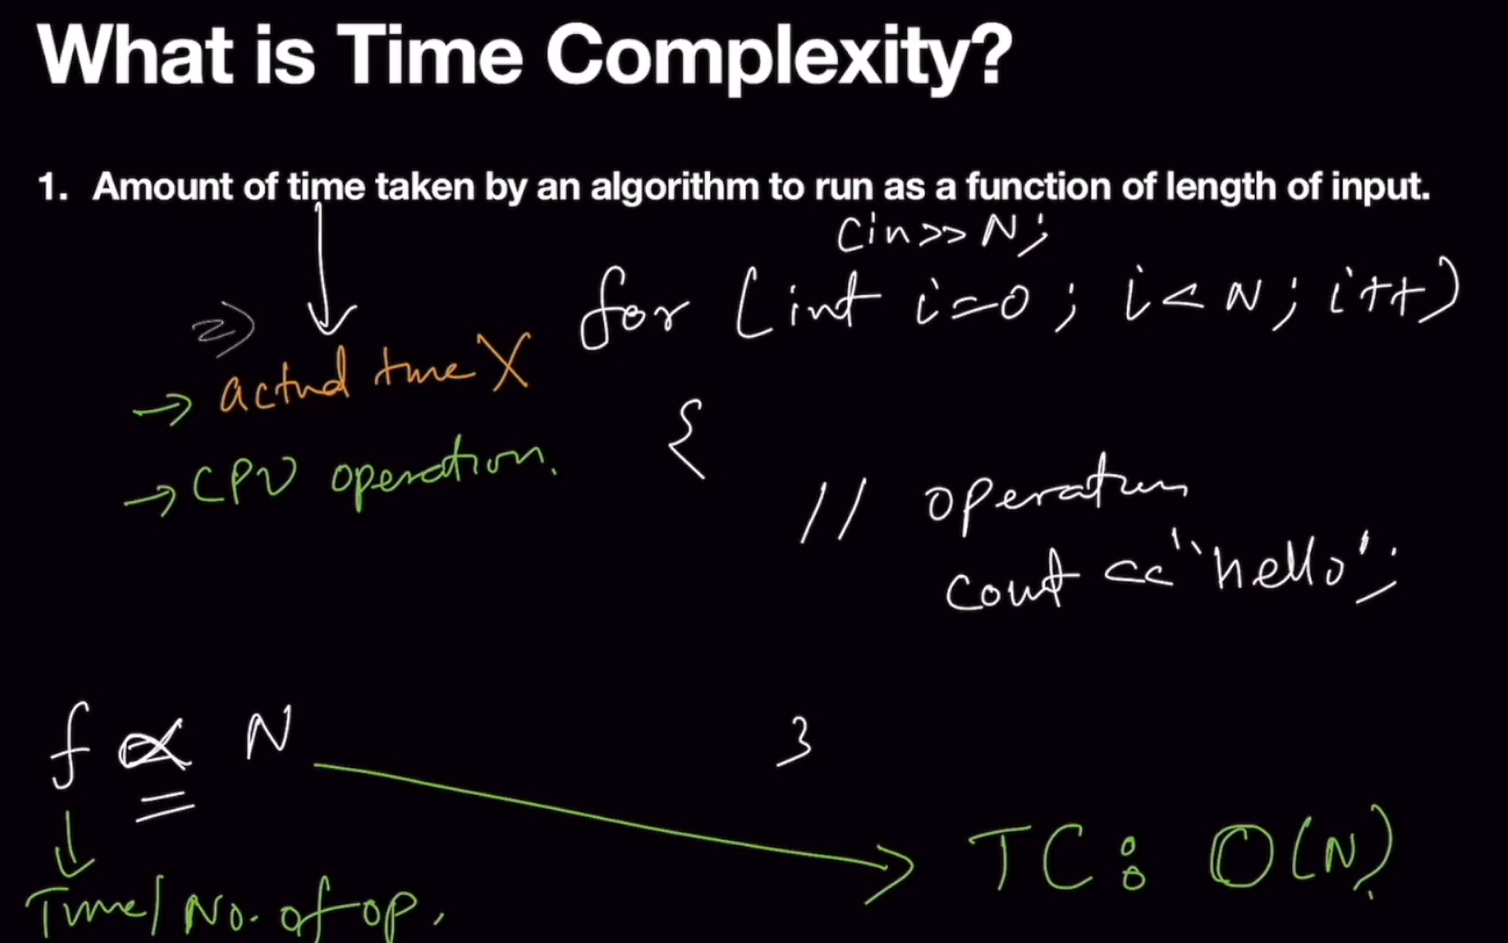 What is Time Complexity?
1. Amount of time taken by an algorithm to run as a function of length of input.
cin>> N;
for (int i=0; i<N; i++)
2)
→ actual time X
{
→ CPU operation.
// operation
cout <<"hello";
f ∝ N
}
TC: O(N)
Time/ No. of op.